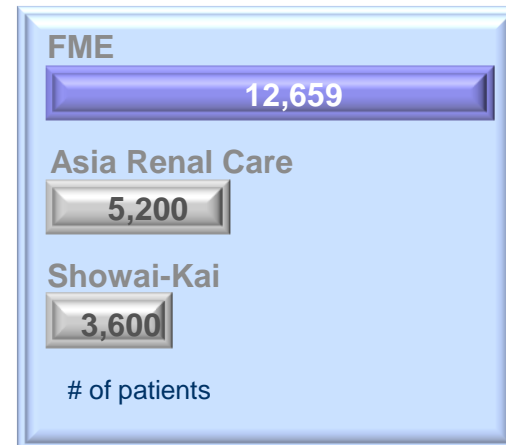 FME
12,659
Asia Renal Care
5,200
Showai-Kai
3,600
# of patients